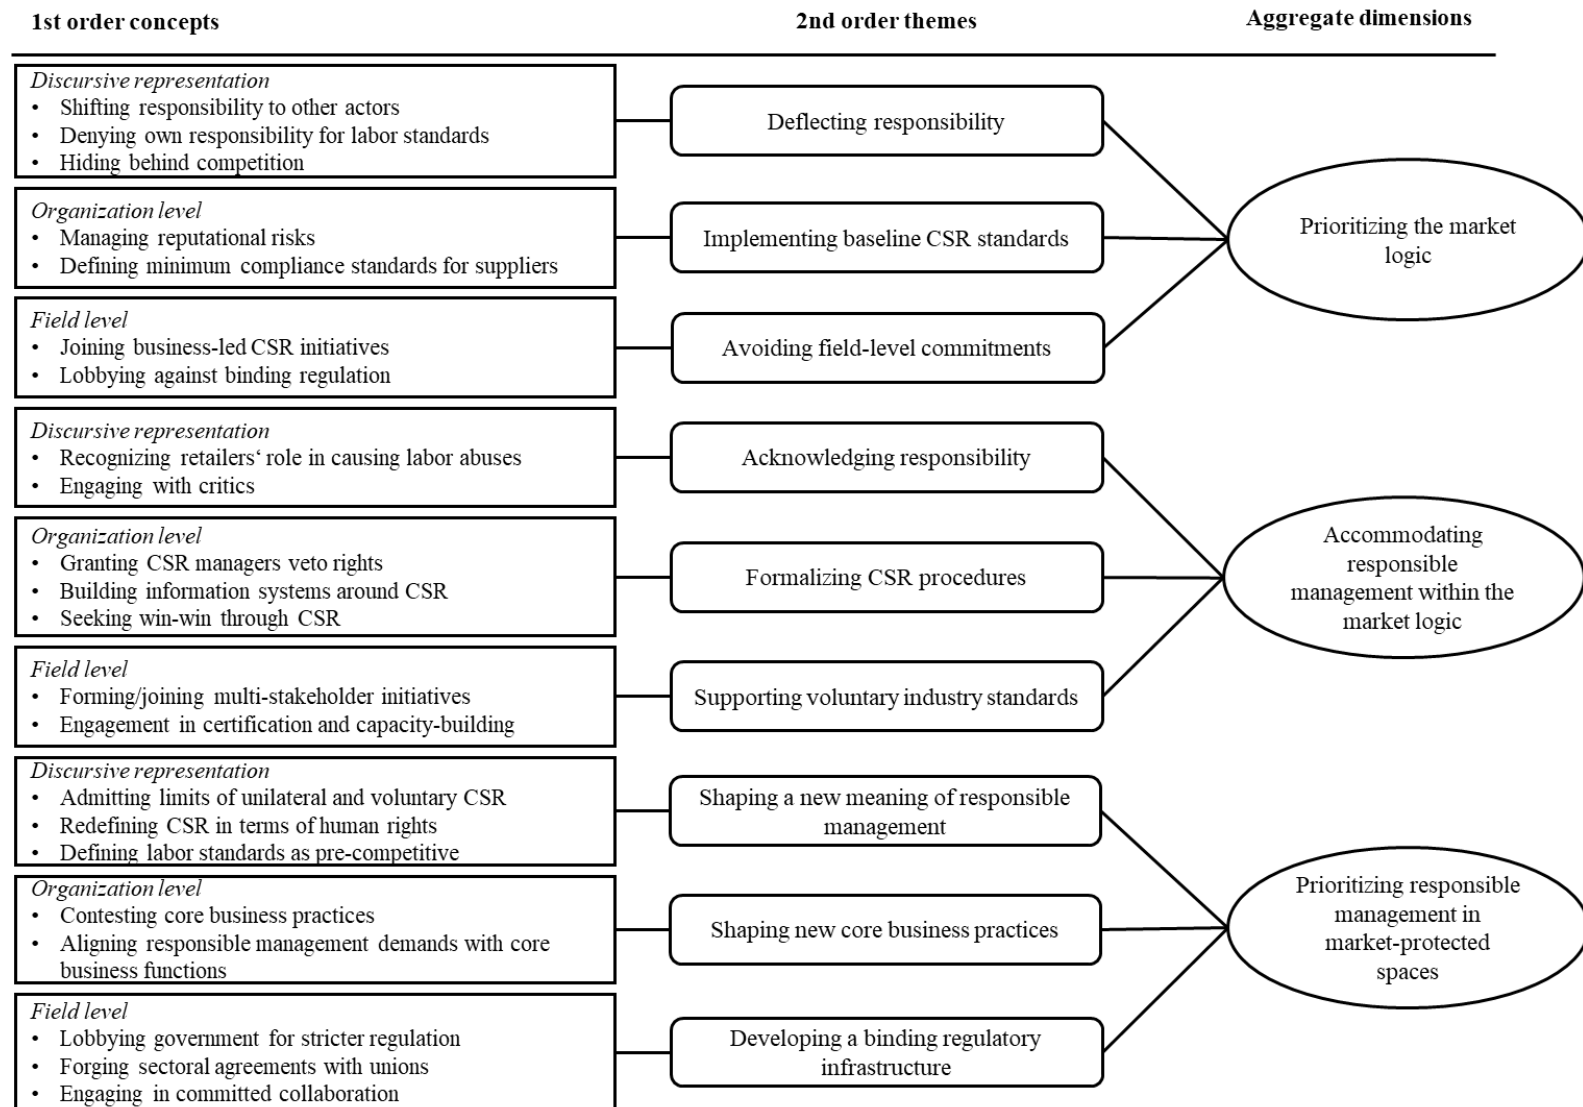 1st order concepts
2nd order themes
Aggregate dimensions
Discursive representation
• Shifting responsibility to other actors
• Denying own responsibility for labor standards
• Hiding behind competition
Deflecting responsibility
Organization level
• Managing reputational risks
• Defining minimum compliance standards for suppliers
Implementing baseline CSR standards
Field level
• Joining business-led CSR initiatives
• Lobbying against binding regulation
Avoiding field-level commitments
Prioritizing the market
logic
Discursive representation
• Recognizing retailers‘ role in causing labor abuses
• Engaging with critics
Acknowledging responsibility
Organization level
• Granting CSR managers veto rights
• Building information systems around CSR
• Seeking win-win through CSR
Formalizing CSR procedures
Field level
• Forming/joining multi-stakeholder initiatives
• Engagement in certification and capacity-building
Supporting voluntary industry standards
Accommodating
responsible
management within the
market logic
Discursive representation
• Admitting limits of unilateral and voluntary CSR
• Redefining CSR in terms of human rights
• Defining labor standards as pre-competitive
Shaping a new meaning of responsible
management
Organization level
• Contesting core business practices
• Aligning responsible management demands with core
business functions
Shaping new core business practices
Field level
• Lobbying government for stricter regulation
• Forging sectoral agreements with unions
• Engaging in committed collaboration
Developing a binding regulatory
infrastructure
Prioritizing responsible
management in
market-protected
spaces